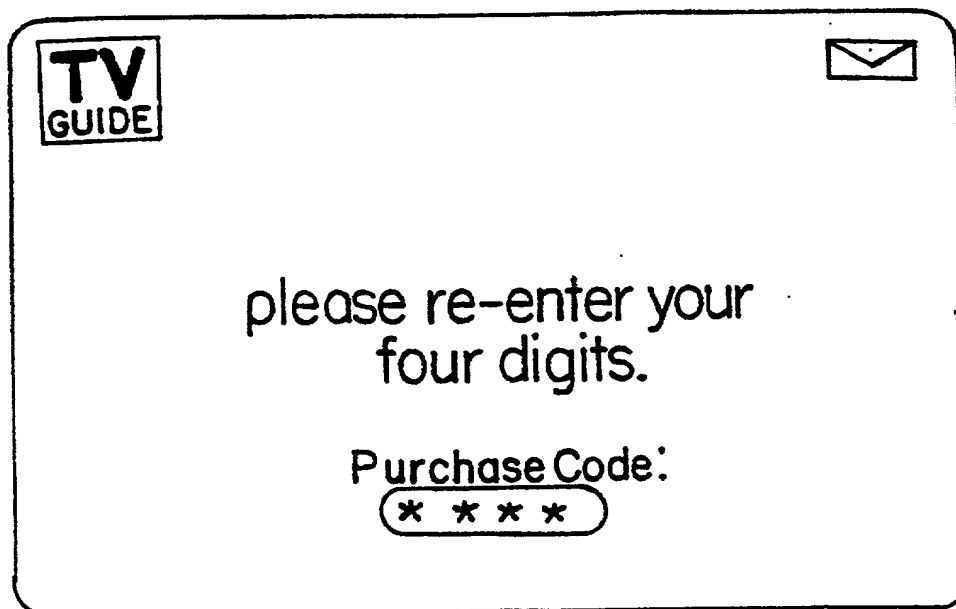 TV
GUIDE
please re-enter your
four digits.
Purchase Code:
* * * *